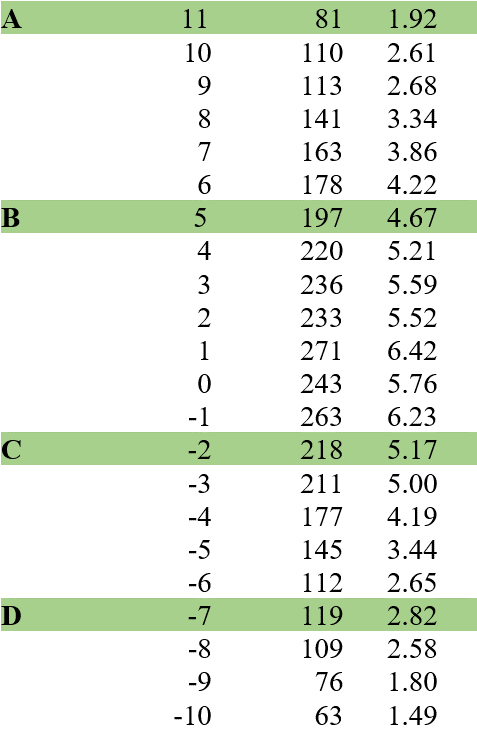 A 11 81 1.92
10 110 2.61
9 113 2.68
8 141 3.34
7 163 3.86
6 178 4.22
B 5 197 4.67
4 220 5.21
3 236 5.59
2 233 5.52
1 271 6.42
0 243 5.76
-1 263 6.23
C -2 218 5.17
-3 211 5.00
-4 177 4.19
-5 145 3.44
-6 112 2.65
D -7 119 2.82
-8 109 2.58
-9 76 1.80
-10 63 1.49